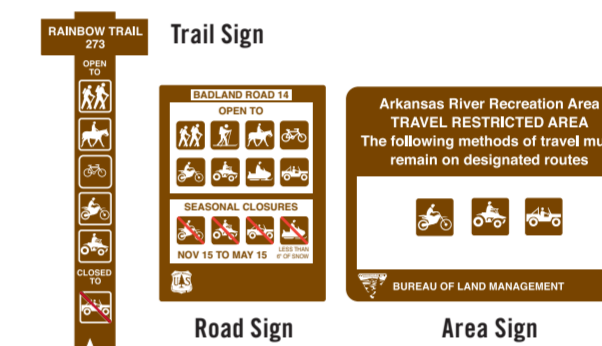 RAINBOW TRAIL
273
OPEN
TO
CLOSED
TO
Trail Sign
BADLAND ROAD 14
OPEN TO
SEASONAL CLOSURES
NOV 15 TO MAY 15
LESS THAN
6" OF SNOW
U S
Road Sign
Arkansas River Recreation Area
TRAVEL RESTRICTED AREA
The following methods of travel mu
remain on designated routes
BUREAU OF LAND MANAGEMENT
Area Sign